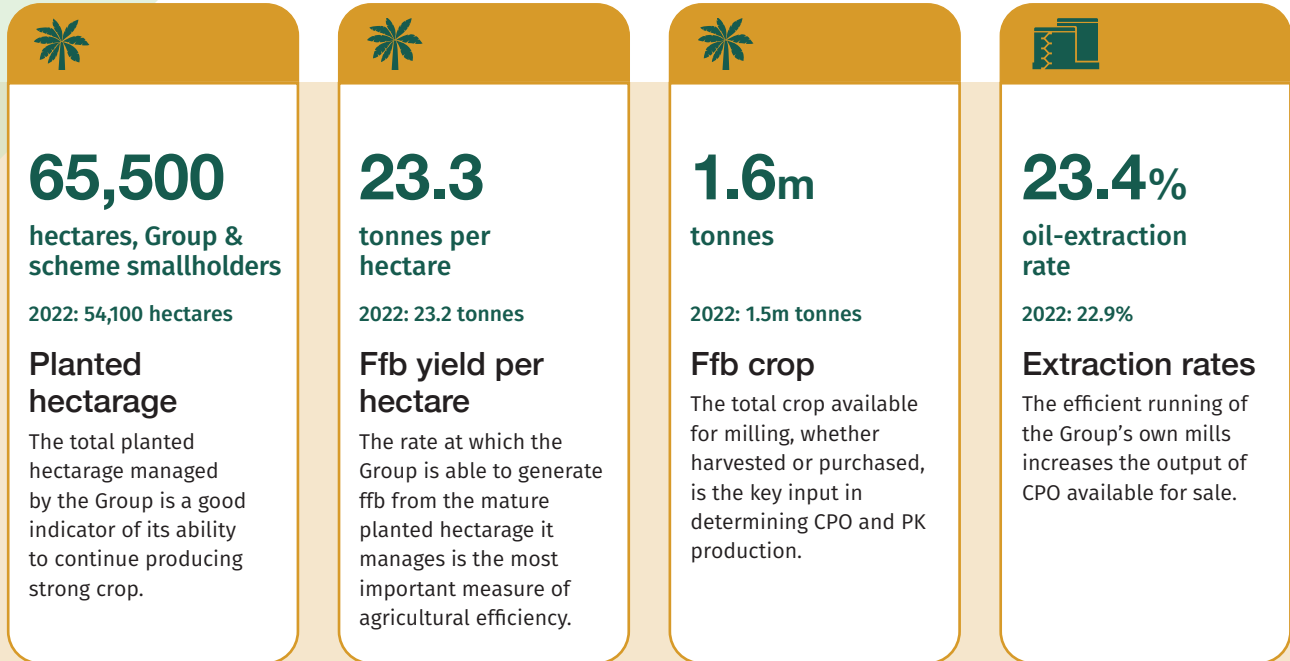 65,500
hectares, Group &
scheme smallholders
2022: 54,100 hectares
Planted
hectarage
The total planted
hectarage managed
by the Group is a good
indicator of its ability
to continue producing
strong crop.
23.3
tonnes per
hectare
2022: 23.2 tonnes
Ffb yield per
hectare
The rate at which the
Group is able to generate
ffb from the mature
planted hectarage it
manages is the most
important measure of
agricultural efficiency.
1.6m
tonnes
2022: 1.5m tonnes
Ffb crop
The total crop available
for milling, whether
harvested or purchased,
is the key input in
determining CPO and PK
production.
23.4%
oil-extraction
rate
2022: 22.9%
Extraction rates
The efficient running of
the Group’s own mills
increases the output of
CPO available for sale.